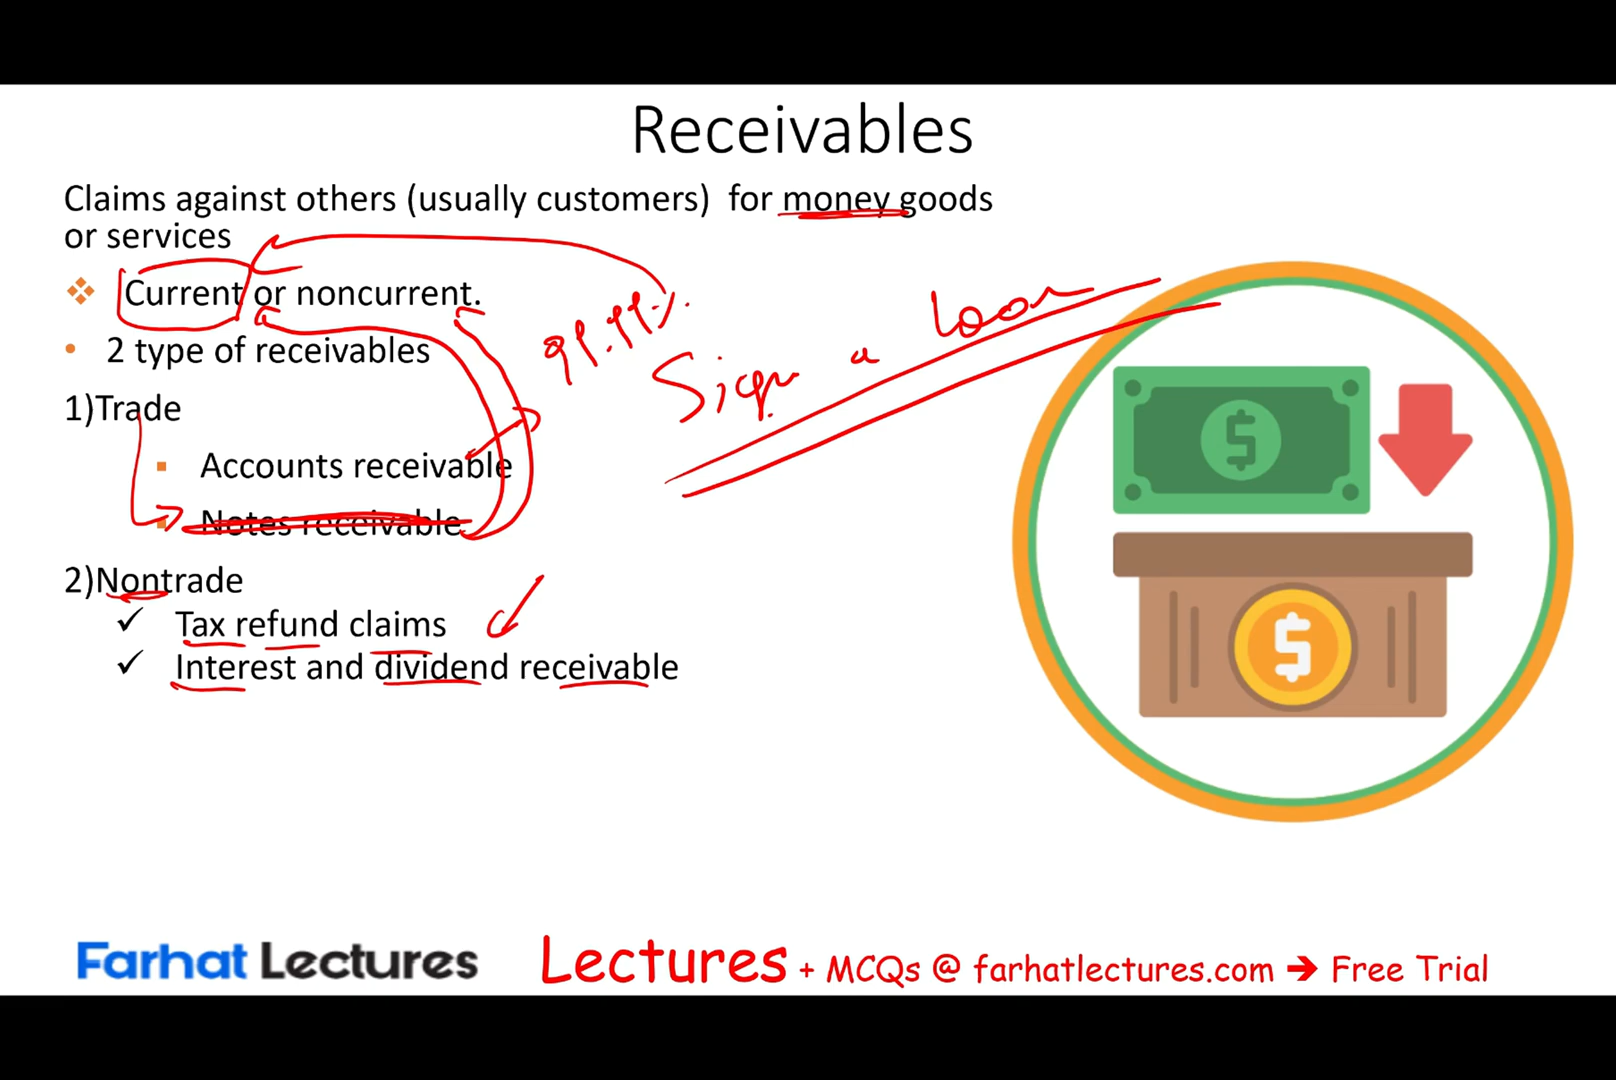 Receivables
Claims against others (usually customers)  for money goods
or services
❖ Current or noncurrent.
• 2 type of receivables
99.99%
Sign a loan
1)Trade
▪ Accounts receivable
▪ Notes receivable
2)Nontrade
✓ Tax refund claims
✓ Interest and dividend receivable
Farhat Lectures
Lectures + MCQs @ farhatlectures.com ➔ Free Trial